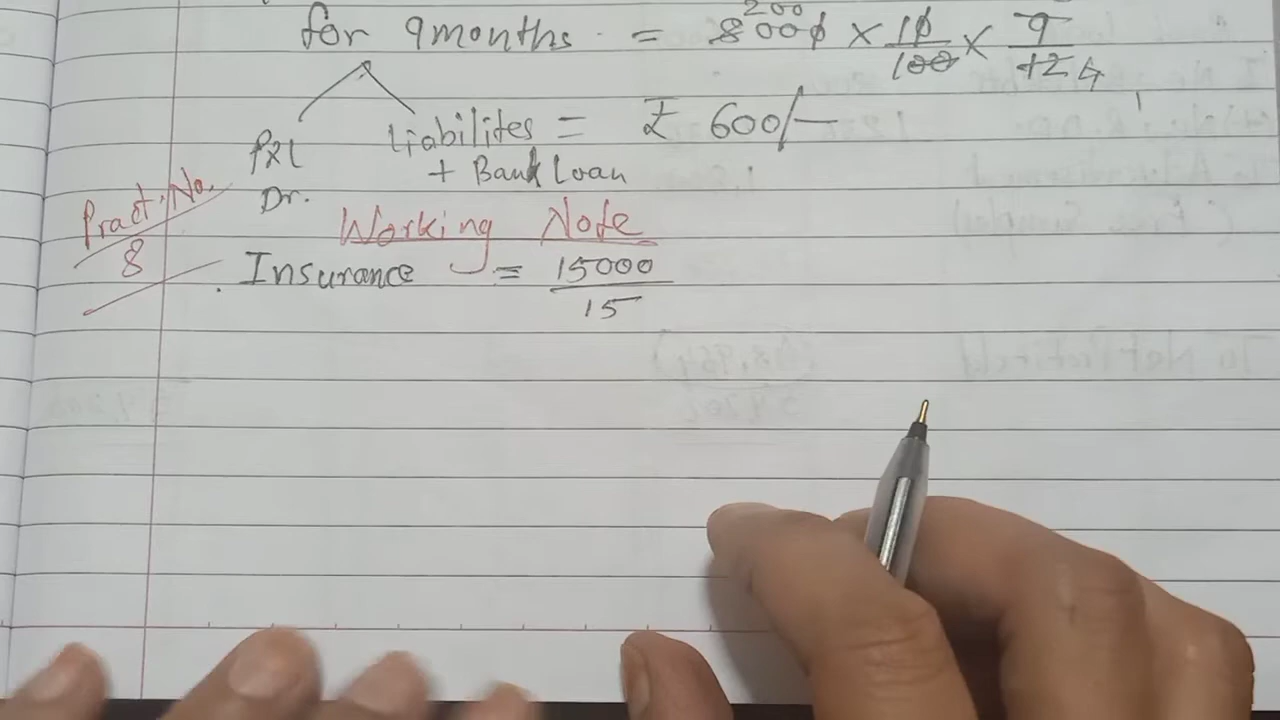 200
for 9months = 8000 × 10/100 × 9/12 4
P&L Liabilites = ₹ 600/-
Dr. + Bank Loan
Pract. No. 8
Working Note
Insurance = 15000/15